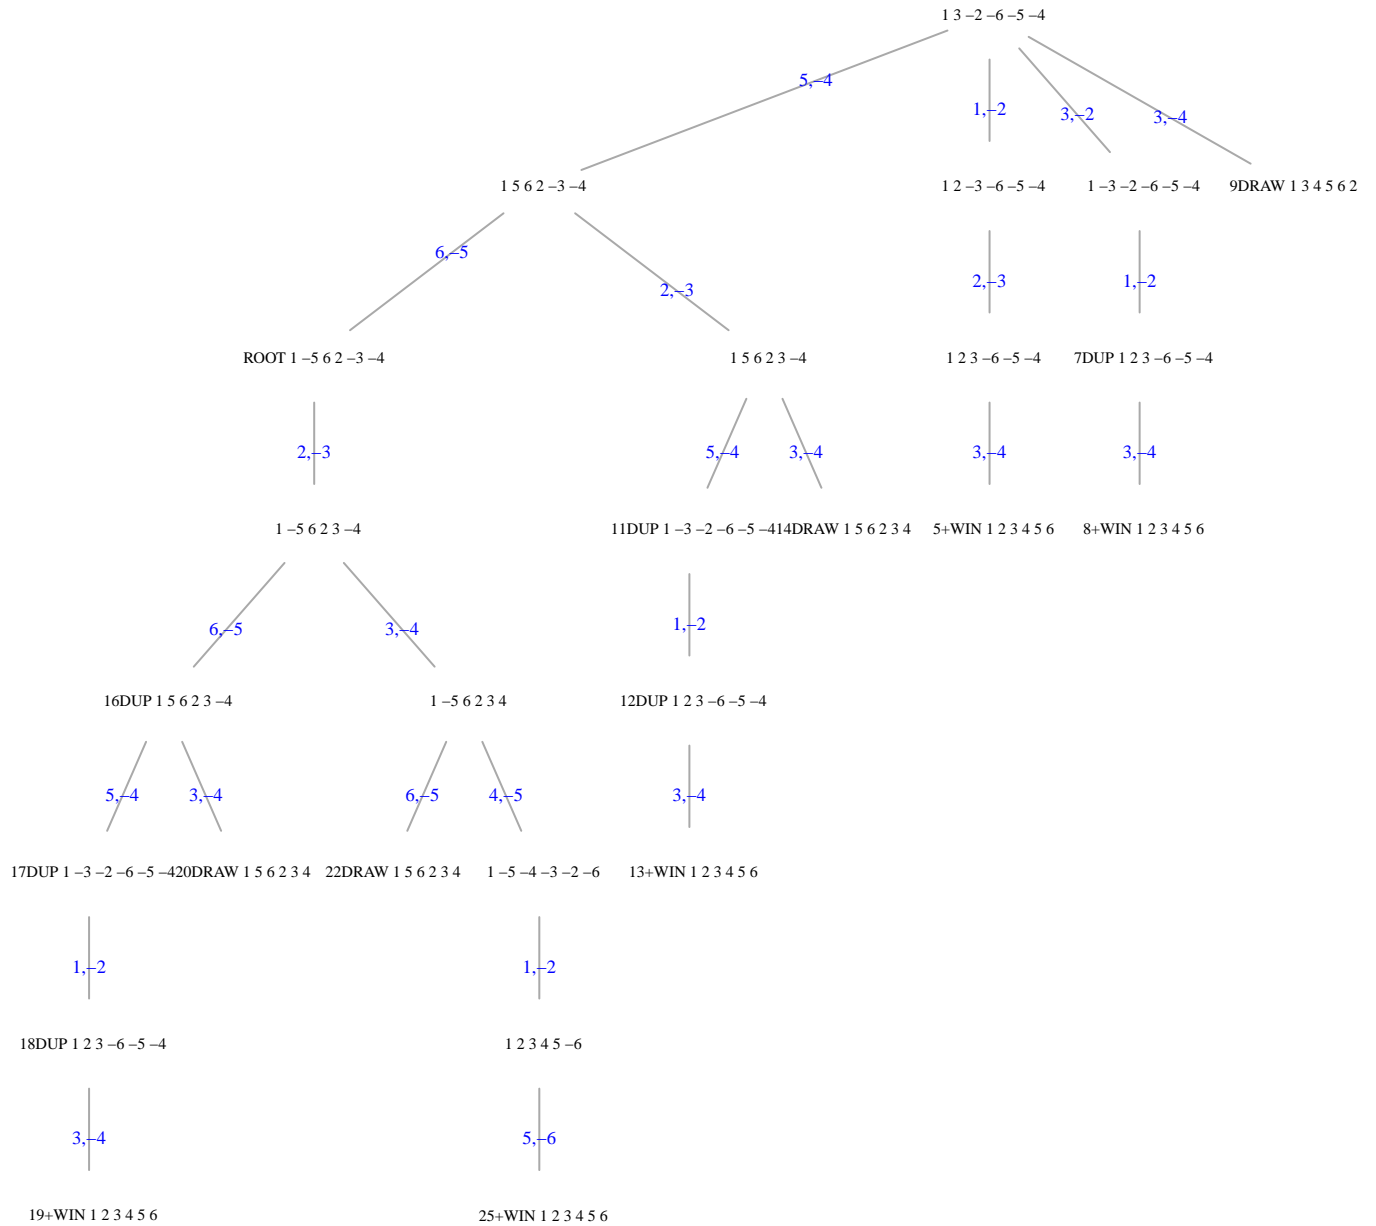 1 3 –2 –6 –5 –4
5,–4
1,–2
3,–2
3,–4
1 5 6 2 –3 –4
1 2 –3 –6 –5 –4
1 –3 –2 –6 –5 –4
9DRAW 1 3 4 5 6 2
6,–5
2,–3
2,–3
1,–2
ROOT 1 –5 6 2 –3 –4
1 5 6 2 3 –4
1 2 3 –6 –5 –4
7DUP 1 2 3 –6 –5 –4
2,–3
5,–4
3,–4
3,–4
3,–4
1 –5 6 2 3 –4
11DUP 1 –3 –2 –6 –5 –414DRAW 1 5 6 2 3 4
5+WIN 1 2 3 4 5 6
8+WIN 1 2 3 4 5 6
6,–5
3,–4
1,–2
16DUP 1 5 6 2 3 –4
1 –5 6 2 3 4
12DUP 1 2 3 –6 –5 –4
5,–4
3,–4
6,–5
4,–5
3,–4
17DUP 1 –3 –2 –6 –5 –420DRAW 1 5 6 2 3 4
22DRAW 1 5 6 2 3 4
1 –5 –4 –3 –2 –6
13+WIN 1 2 3 4 5 6
1,–2
1,–2
18DUP 1 2 3 –6 –5 –4
1 2 3 4 5 –6
3,–4
5,–6
19+WIN 1 2 3 4 5 6
25+WIN 1 2 3 4 5 6